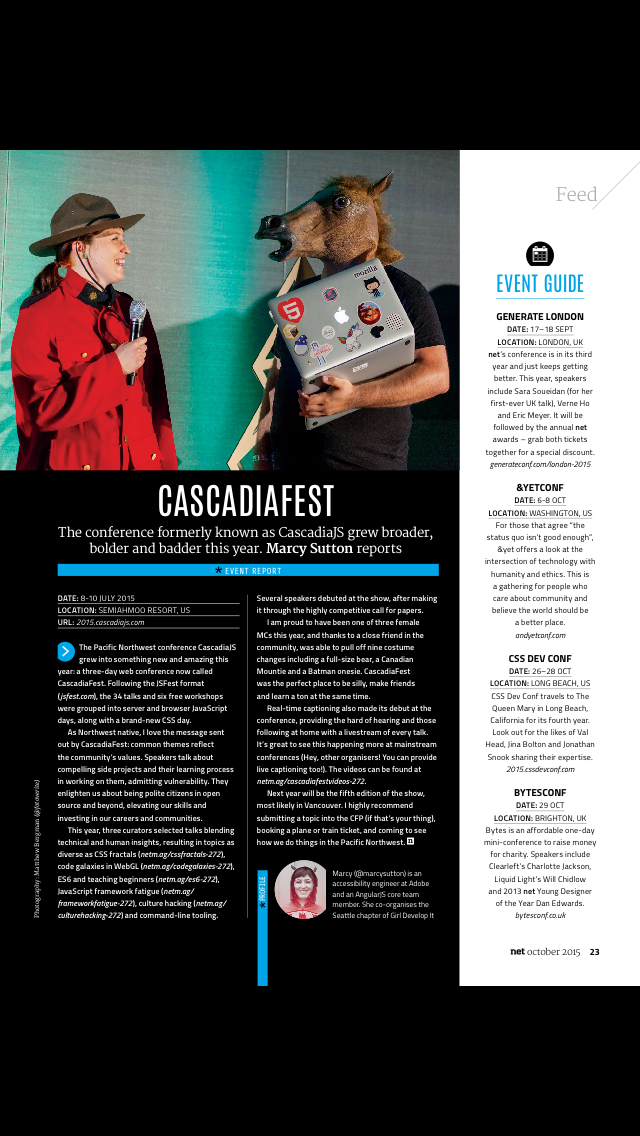 mozilla
Feed
EVENT GUIDE
GENERATE LONDON
DATE: 17–18 SEPT
LOCATION: LONDON, UK
net's conference is in its third
year and just keeps getting
better. This year, speakers
include Sara Soueidan (for her
first-ever UK talk), Verne Ho
and Eric Meyer. It will be
followed by the annual net
awards – grab both tickets
together for a special discount.
generateconf.com/london-2015
&YETCONF
DATE: 6-8 OCT
LOCATION: WASHINGTON, US
For those that agree "the
status quo isn't good enough",
&yet offers a look at the
intersection of technology with
humanity and ethics. This is
a gathering for people who
care about community and
believe the world should be
a better place.
andyetconf.com
CSS DEV CONF
DATE: 26–28 OCT
LOCATION: LONG BEACH, US
CSS Dev Conf travels to The
Queen Mary in Long Beach,
California for its fourth year.
Look out for the likes of Val
Head, Jina Bolton and Jonathan
Snook sharing their expertise.
2015.cssdevconf.com
BYTESCONF
DATE: 29 OCT
LOCATION: BRIGHTON, UK
Bytes is an affordable one-day
mini-conference to raise money
for charity. Speakers include
Clearleft's Charlotte Jackson,
Liquid Light's Will Chidlow
and 2013 net Young Designer
of the Year Dan Edwards.
bytesconf.co.uk
CASCADIAFEST
The conference formerly known as CascadiaJS grew broader,
bolder and badder this year. Marcy Sutton reports
★ EVENT REPORT
DATE: 8-10 JULY 2015
LOCATION: SEMIAHMOO RESORT, US
URL: 2015.cascadiajs.com
The Pacific Northwest conference CascadiaJS
grew into something new and amazing this
year: a three-day web conference now called
CascadiaFest. Following the JSFest format
(jsfest.com), the 34 talks and six free workshops
were grouped into server and browser JavaScript
days, along with a brand-new CSS day.
As Northwest native, I love the message sent
out by CascadiaFest: common themes reflect
the community's values. Speakers talk about
compelling side projects and their learning process
in working on them, admitting vulnerability. They
enlighten us about being polite citizens in open
source and beyond, elevating our skills and
investing in our careers and communities.
This year, three curators selected talks blending
technical and human insights, resulting in topics as
diverse as CSS fractals (netm.ag/cssfractals-272),
code galaxies in WebGL (netm.ag/codegalaxies-272),
ES6 and teaching beginners (netm.ag/es6-272),
JavaScript framework fatigue (netm.ag/
frameworkfatigue-272), culture hacking (netm.ag/
culturehacking-272) and command-line tooling.
Several speakers debuted at the show, after making
it through the highly competitive call for papers.
I am proud to have been one of three female
MCs this year, and thanks to a close friend in the
community, was able to pull off nine costume
changes including a full-size bear, a Canadian
Mountie and a Batman onesie. CascadiaFest
was the perfect place to be silly, make friends
and learn a ton at the same time.
Real-time captioning also made its debut at the
conference, providing the hard of hearing and those
following at home with a livestream of every talk.
It's great to see this happening more at mainstream
conferences (Hey, other organisers! You can provide
live captioning too!). The videos can be found at
netm.ag/cascadiafestvideos-272.
Next year will be the fifth edition of the show,
most likely in Vancouver. I highly recommend
submitting a topic into the CFP (if that's your thing),
booking a plane or train ticket, and coming to see
how we do things in the Pacific Northwest.
★ PROFILE
Marcy (@marcysutton) is an
accessibility engineer at Adobe
and an AngularJS core team
member. She co-organises the
Seattle chapter of Girl Develop It
Photography: Matthew Bergman (@fotoverite)
net october 2015 23